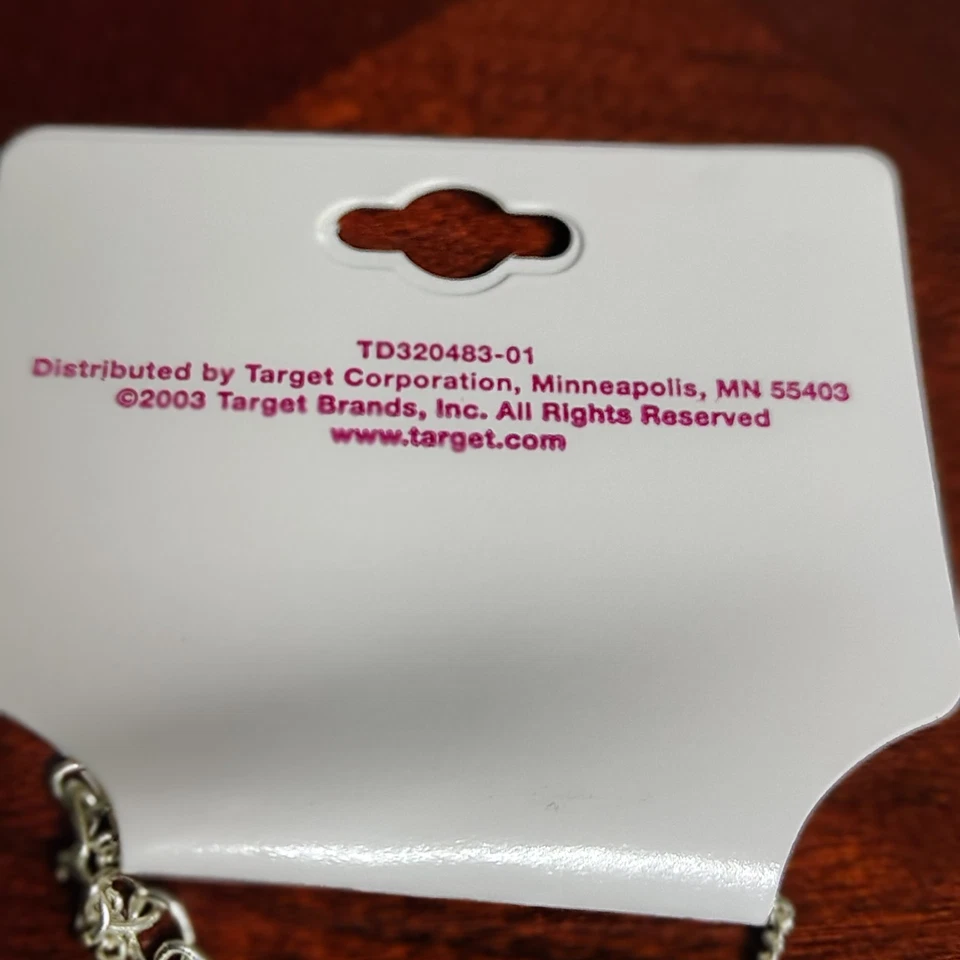 TD320483-01
Distributed by Target Corporation, Minneapolis, MN 55403
©2003 Target Brands, Inc. All Rights Reserved
www.target.com